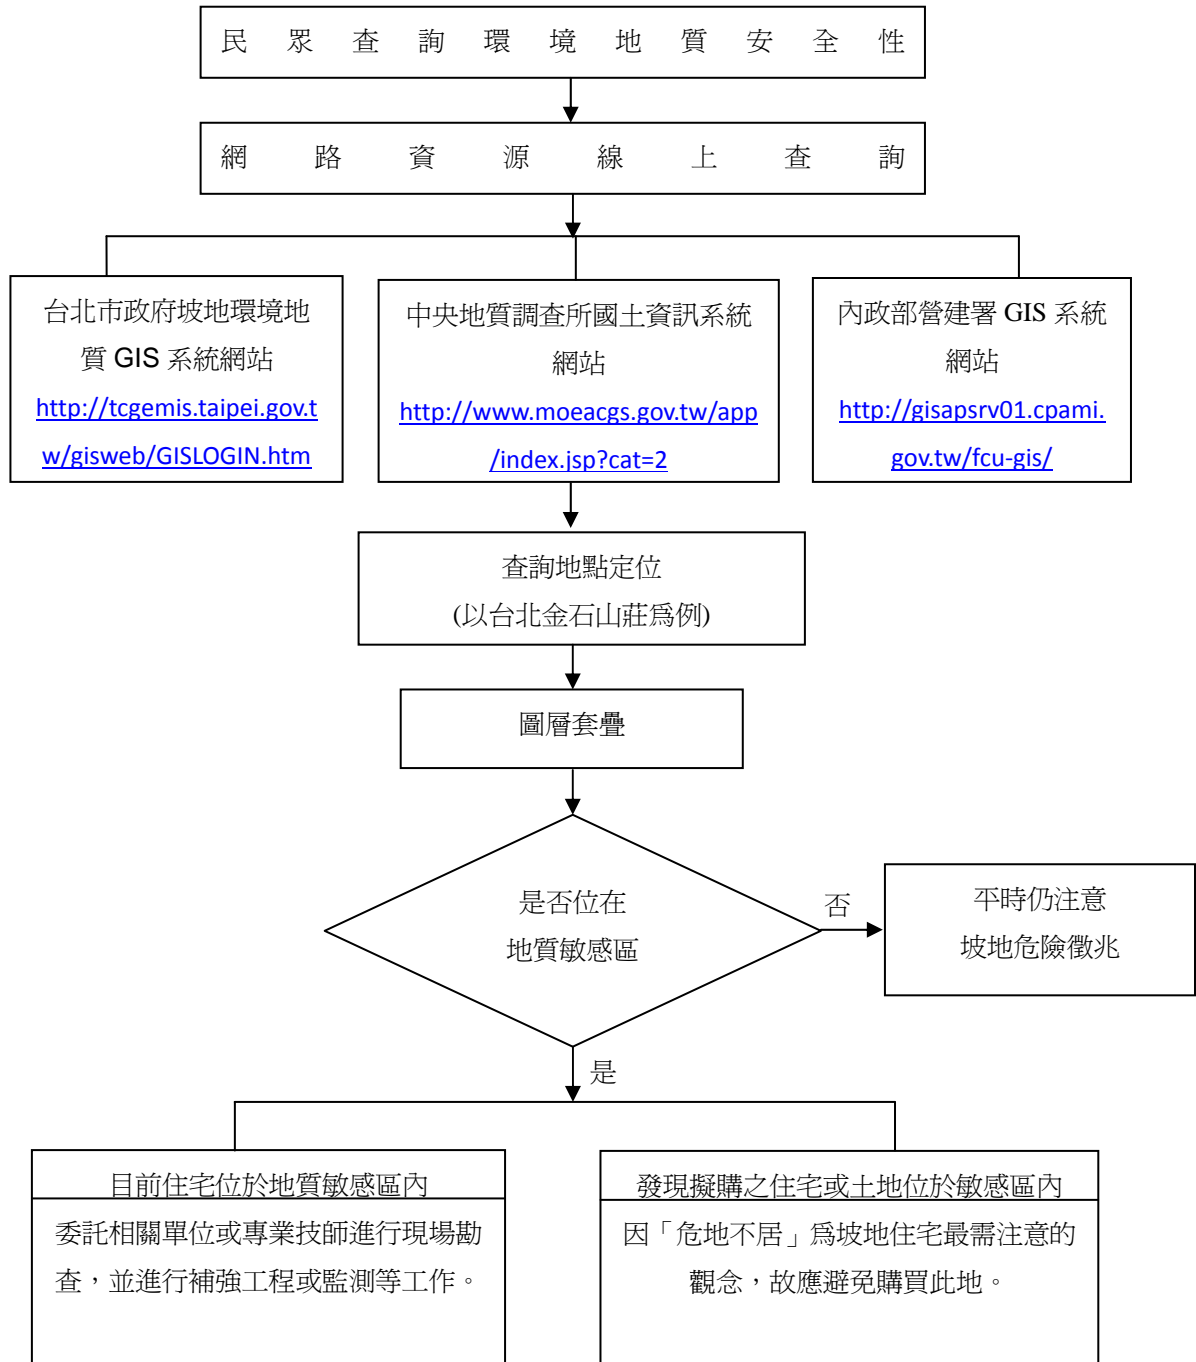 民眾查詢環境地質安全性
網路資源線上查詢
台北市政府坡地環境地
質 GIS 系統網站
http://tcgemis.taipei.gov.t
w/gisweb/GISLOGIN.htm
中央地質調查所國土資訊系統
網站
http://www.moeacgs.gov.tw/app
/index.jsp?cat=2
內政部營建署 GIS 系統
網站
http://gisapsrv01.cpami.
gov.tw/fcu-gis/
查詢地點定位
(以台北金石山莊為例)
圖層套疊
是否位在
地質敏感區
否
平時仍注意
坡地危險徵兆
是
目前住宅位於地質敏感區內
委託相關單位或專業技師進行現場勘
查，並進行補強工程或監測等工作。
發現擬購之住宅或土地位於敏感區內
因「危地不居」為坡地住宅最需注意的
觀念，故應避免購買此地。